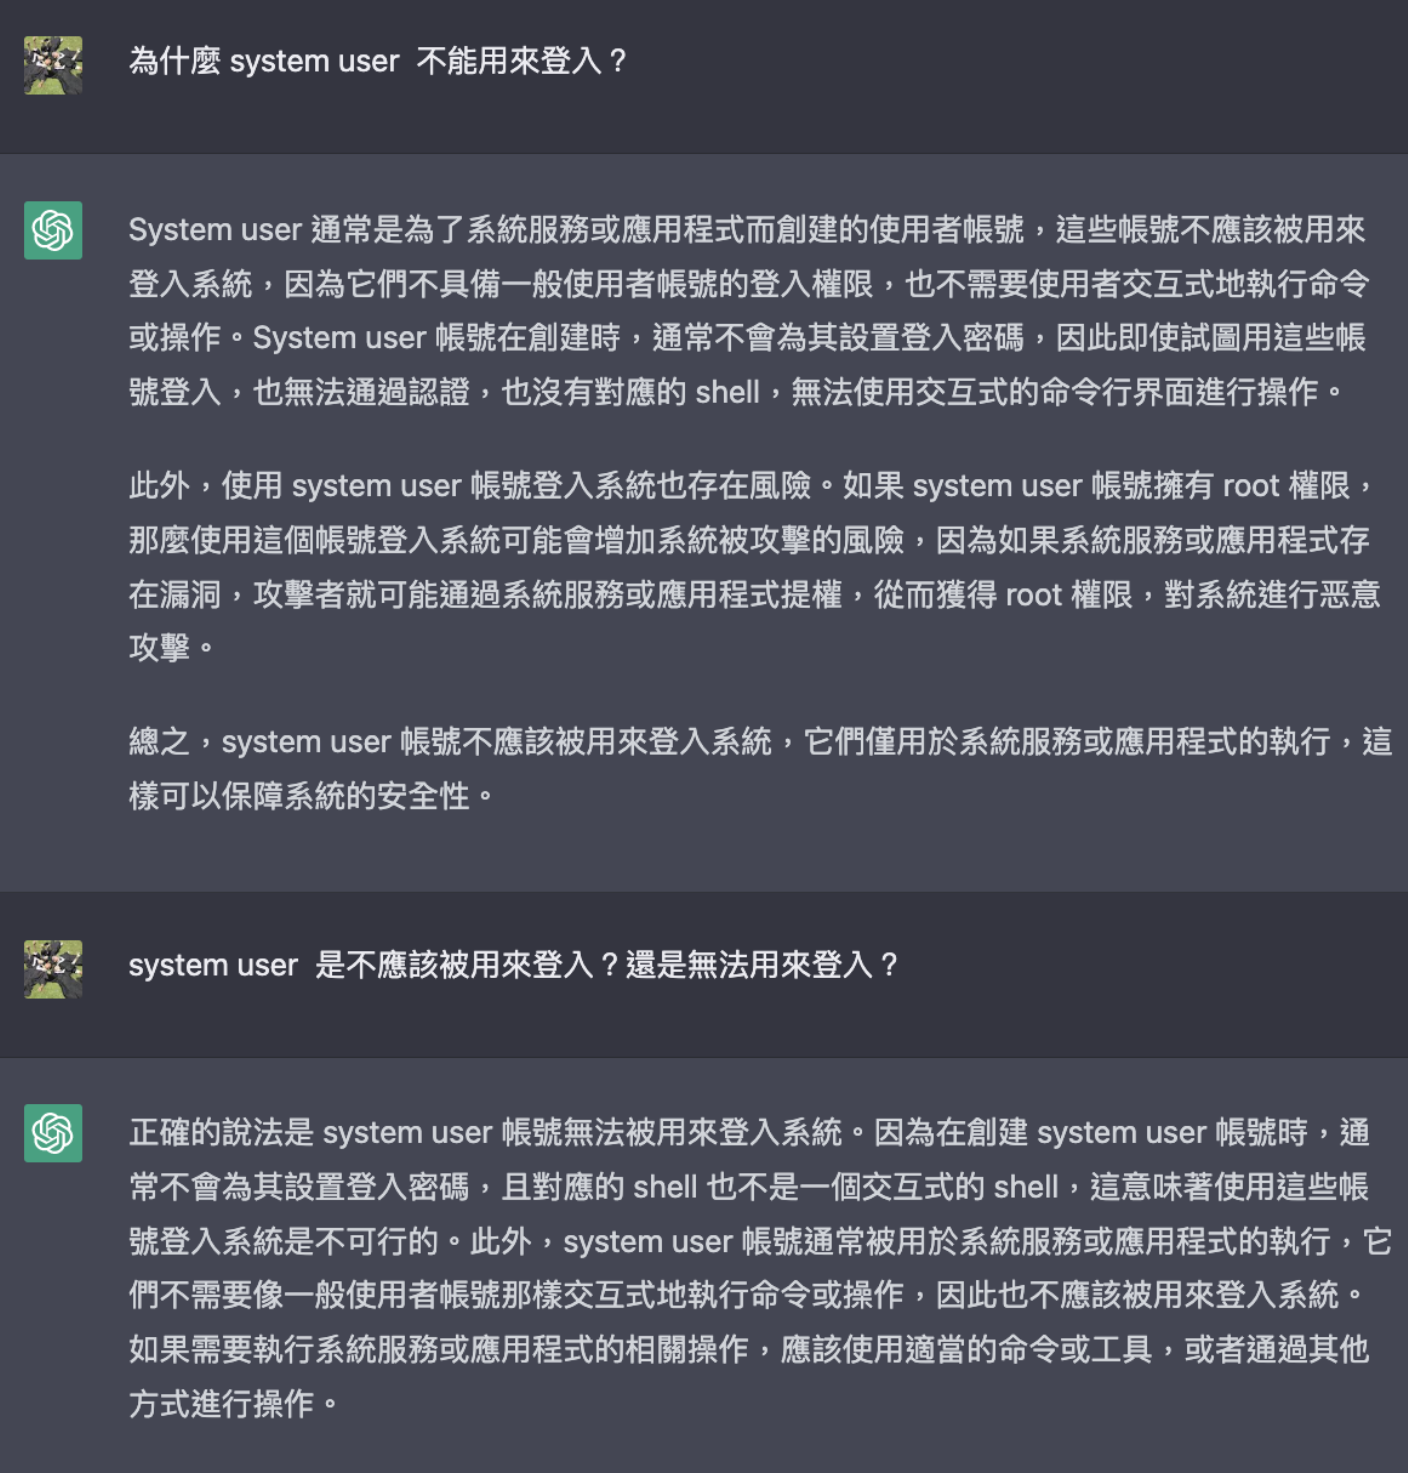 為什麼 system user 不能用來登入？
System user 通常是為了系統服務或應用程式而創建的使用者帳號，這些帳號不應該被用來
登入系統，因為它們不具備一般使用者帳號的登入權限，也不需要使用者交互式地執行命令
或操作。System user 帳號在創建時，通常不會為其設置登入密碼，因此即使試圖用這些帳
號登入，也無法通過認證，也沒有對應的 shell，無法使用交互式的命令行界面進行操作。
此外，使用 system user 帳號登入系統也存在風險。如果 system user 帳號擁有 root 權限，
那麼使用這個帳號登入系統可能會增加系統被攻擊的風險，因為如果系統服務或應用程式存
在漏洞，攻擊者就可能通過系統服務或應用程式提權，從而獲得 root 權限，對系統進行恶意
攻擊。
總之，system user 帳號不應該被用來登入系統，它們僅用於系統服務或應用程式的執行，這
樣可以保障系統的安全性。
system user 是不應該被用來登入？還是無法用來登入？
正確的說法是 system user 帳號無法被用來登入系統。因為在創建 system user 帳號時，通
常不會為其設置登入密碼，且對應的 shell 也不是一個交互式的 shell，這意味著使用這些帳
號登入系統是不可行的。此外，system user 帳號通常被用於系統服務或應用程式的執行，它
們不需要像一般使用者帳號那樣交互式地執行命令或操作，因此也不應該被用來登入系統。
如果需要執行系統服務或應用程式的相關操作，應該使用適當的命令或工具，或者通過其他
方式進行操作。